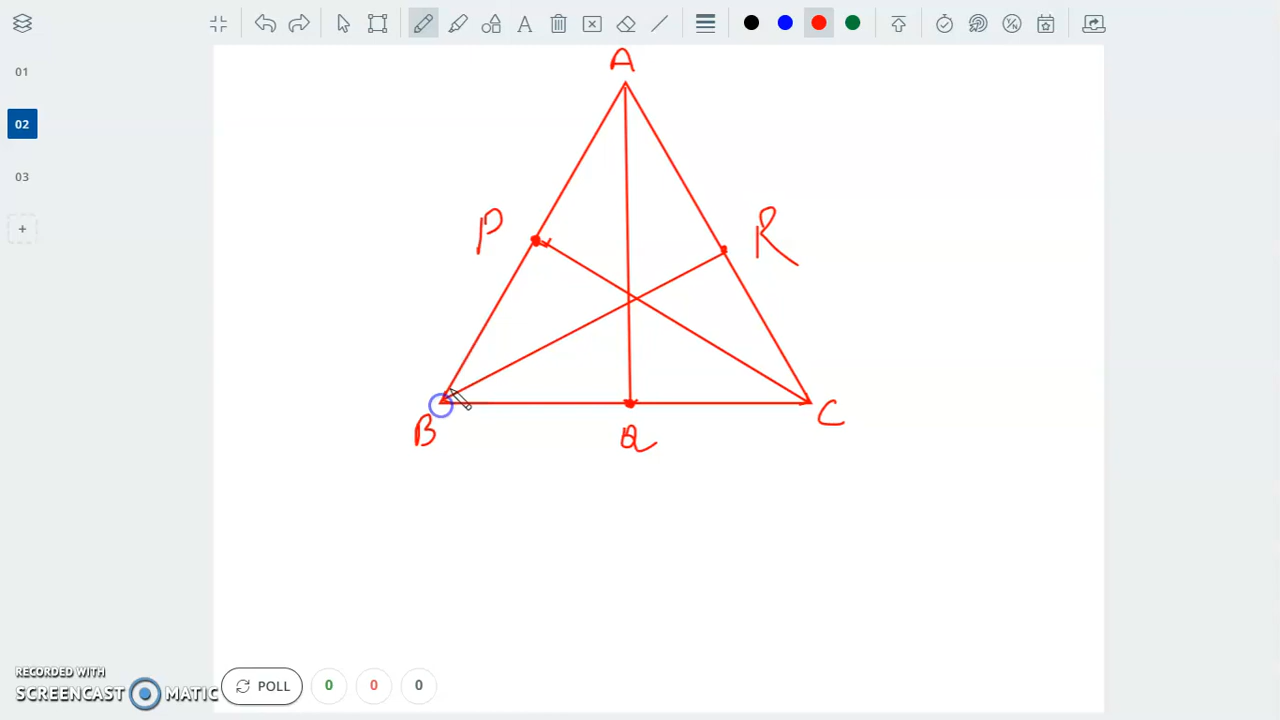 01
02
03
+
A
P
R
B
Q
C
RECORDED WITH
SCREENCAST MATIC
POLL
0
0
0